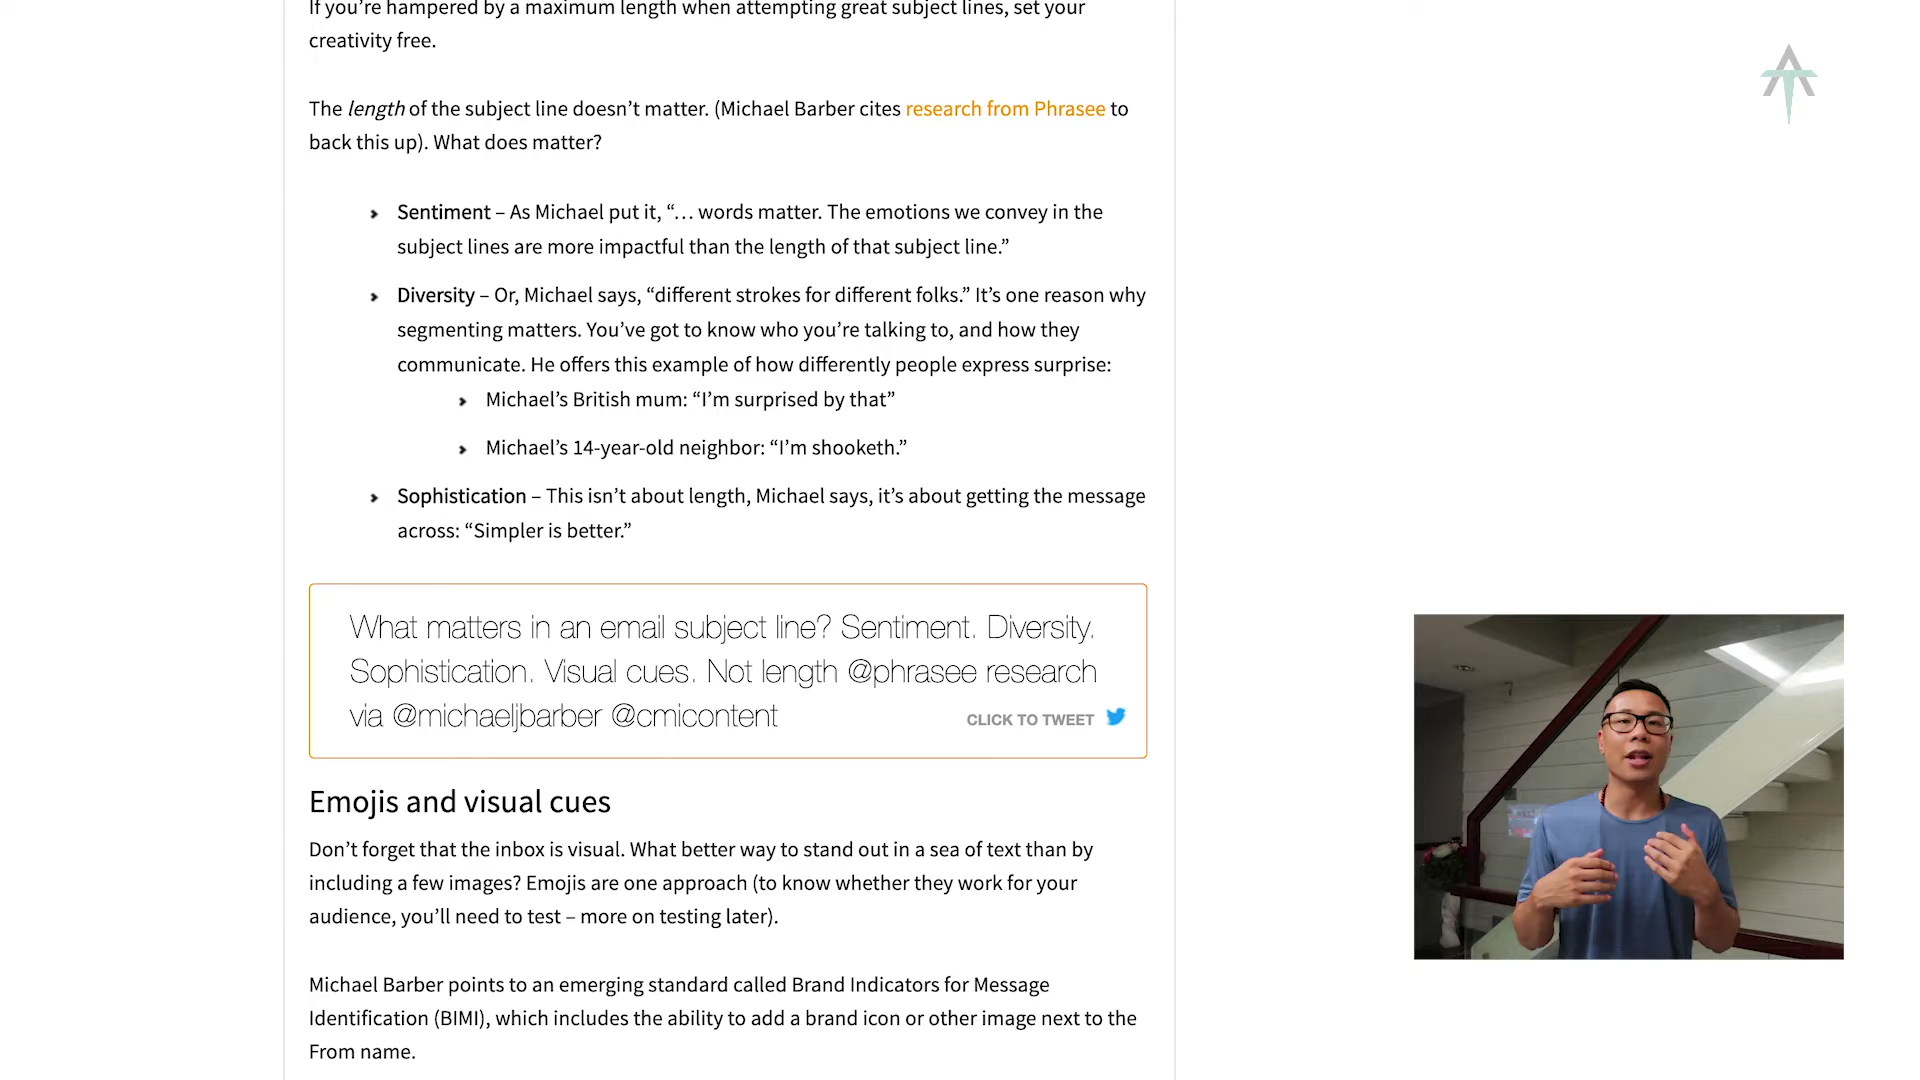 If you’re hampered by a maximum length when attempting great subject lines, set your
creativity free.
The length of the subject line doesn’t matter. (Michael Barber cites research from Phrasee to
back this up). What does matter?
Sentiment – As Michael put it, “… words matter. The emotions we convey in the
subject lines are more impactful than the length of that subject line.”
Diversity – Or, Michael says, “different strokes for different folks.” It’s one reason why
segmenting matters. You’ve got to know who you’re talking to, and how they
communicate. He offers this example of how differently people express surprise:
Michael’s British mum: “I’m surprised by that”
Michael’s 14-year-old neighbor: “I’m shooketh.”
Sophistication – This isn’t about length, Michael says, it’s about getting the message
across: “Simpler is better.”
What matters in an email subject line? Sentiment. Diversity.
Sophistication. Visual cues. Not length @phrasee research
via @michaeljbarber @cmicontent
CLICK TO TWEET
Emojis and visual cues
Don’t forget that the inbox is visual. What better way to stand out in a sea of text than by
including a few images? Emojis are one approach (to know whether they work for your
audience, you’ll need to test – more on testing later).
Michael Barber points to an emerging standard called Brand Indicators for Message
Identification (BIMI), which includes the ability to add a brand icon or other image next to the
From name.